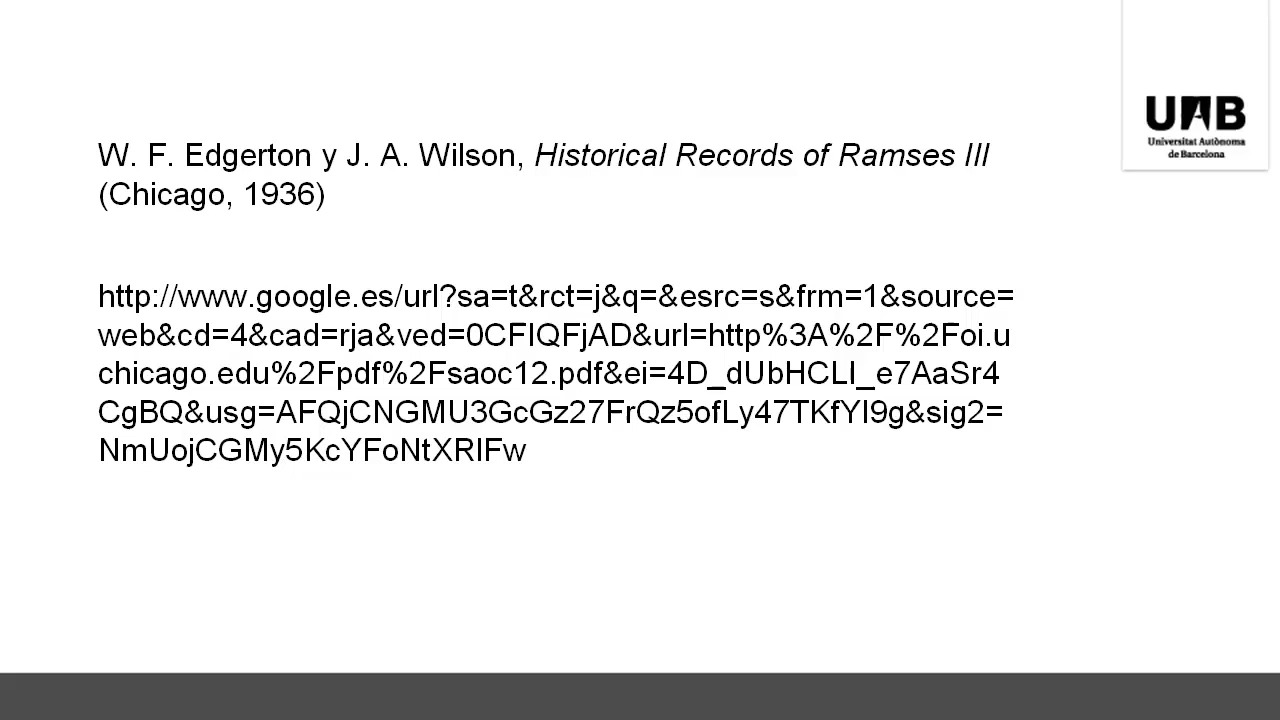 UAB
Universitat Autònoma
de Barcelona
W. F. Edgerton y J. A. Wilson, Historical Records of Ramses III
(Chicago, 1936)
http://www.google.es/url?sa=t&rct=j&q=&esrc=s&frm=1&source=
web&cd=4&cad=rja&ved=0CFIQFjAD&url=http%3A%2F%2Foi.u
chicago.edu%2Fpdf%2Fsaoc12.pdf&ei=4D_dUbHCLI_e7AaSr4
CgBQ&usg=AFQjCNGMU3GcGz27FrQz5ofLy47TKfYI9g&sig2=
NmUojCGMy5KcYFoNtXRIFw